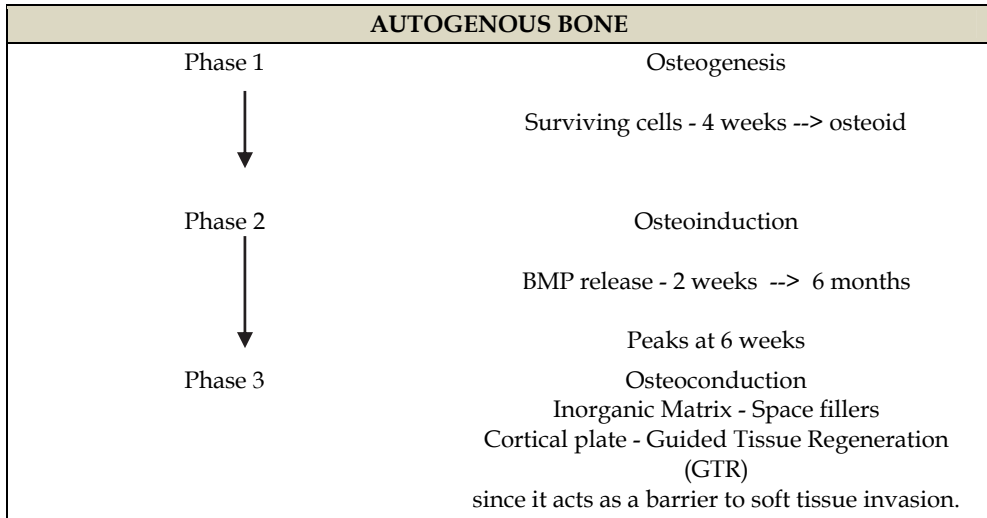 AUTOGENOUS BONE
Phase 1
Osteogenesis
Surviving cells - 4 weeks --> osteoid
Phase 2
Osteoinduction
BMP release - 2 weeks --> 6 months
Peaks at 6 weeks
Phase 3
Osteoconduction
Inorganic Matrix - Space fillers
Cortical plate - Guided Tissue Regeneration
(GTR)
since it acts as a barrier to soft tissue invasion.